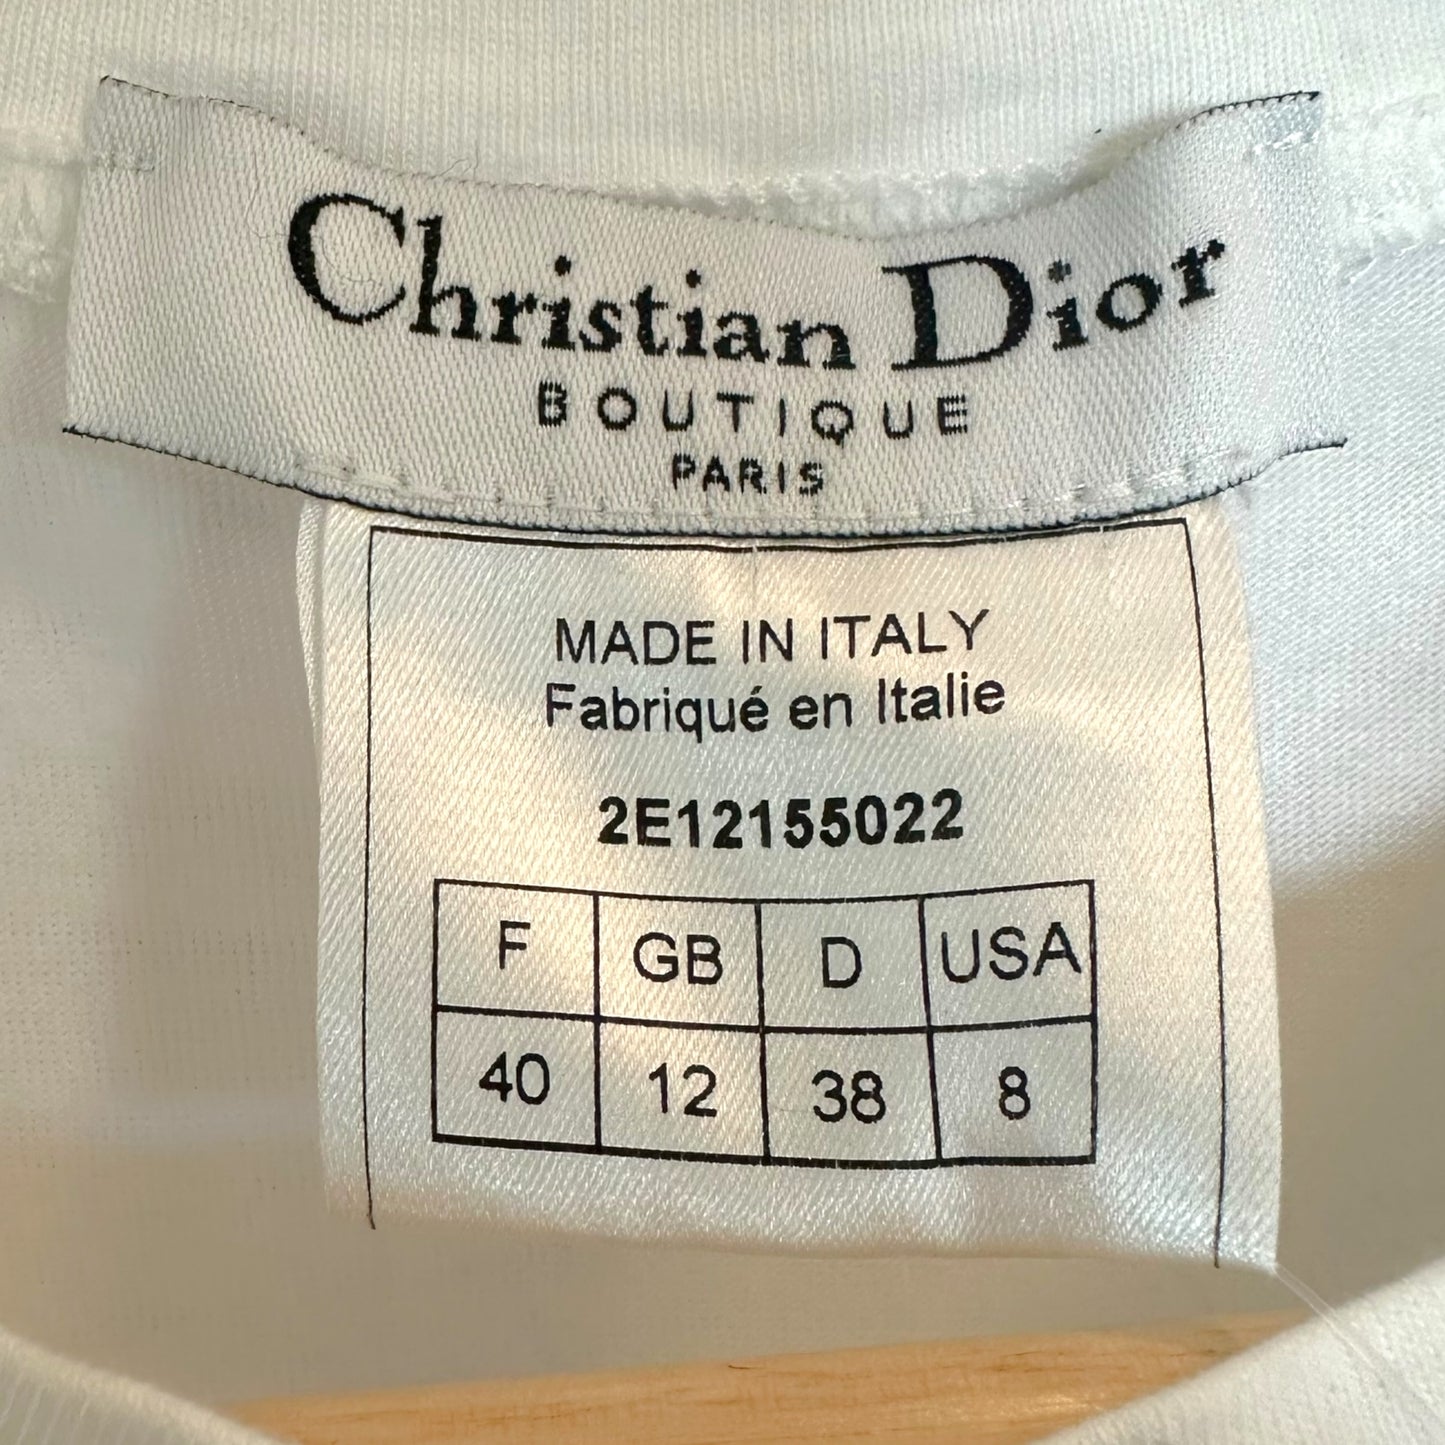 Christian Dior
BOUTIQUE
PARIS
MADE IN ITALY
Fabriqué en Italie
2E12155022
F GB D USA
40 12 38 8